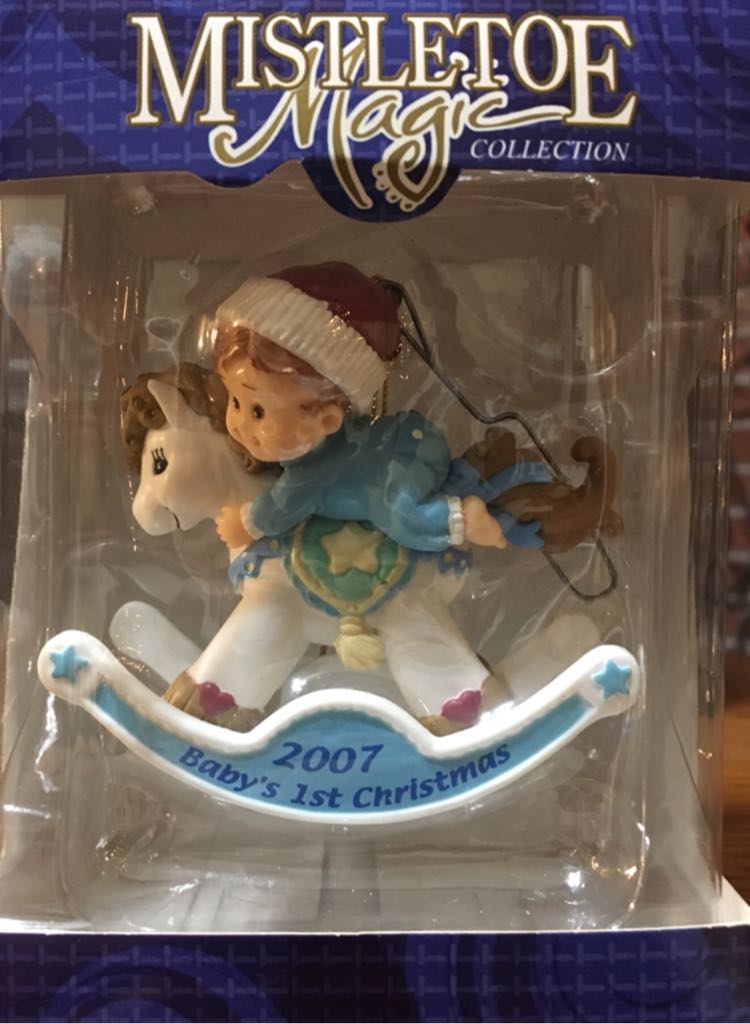 MISTLETOE
Magic
COLLECTION
2007
Baby's 1st Christmas